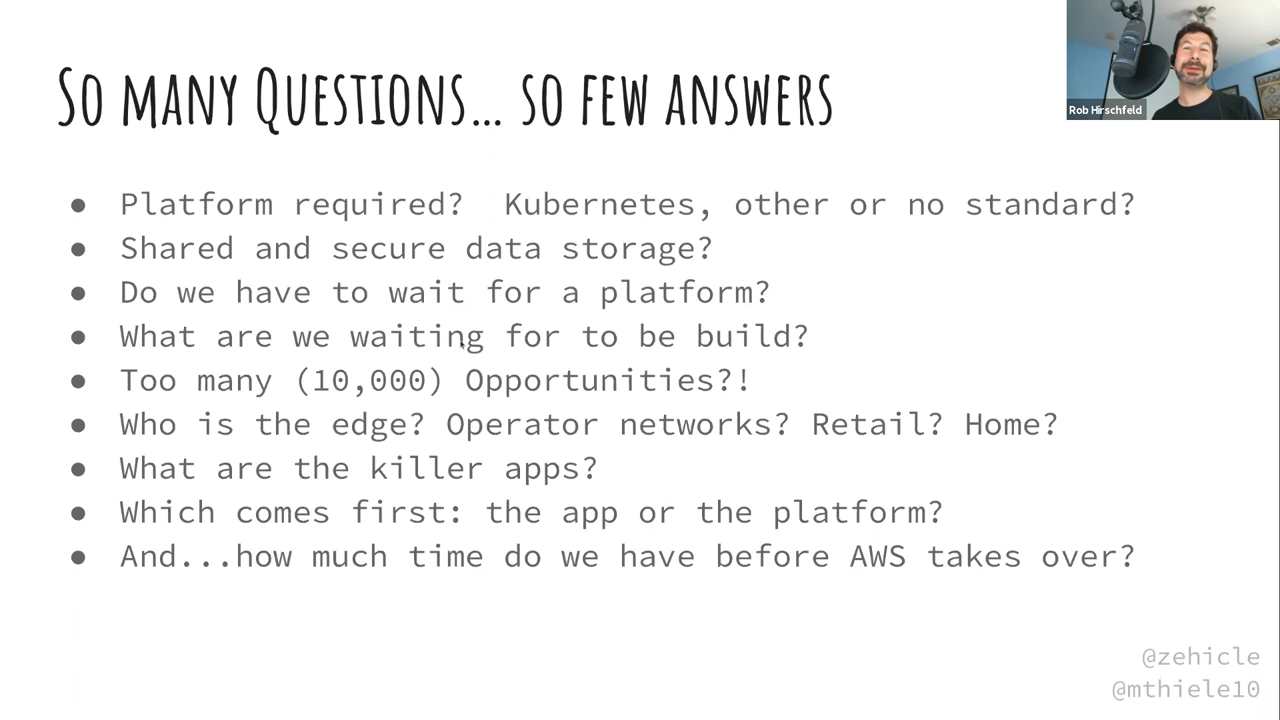 So many Questions... so few answers
Rob Hirschfeld
● Platform required? Kubernetes, other or no standard?
● Shared and secure data storage?
● Do we have to wait for a platform?
● What are we waiting for to be build?
● Too many (10,000) Opportunities?!
● Who is the edge? Operator networks? Retail? Home?
● What are the killer apps?
● Which comes first: the app or the platform?
● And...how much time do we have before AWS takes over?
@zehicle
@mthiele10